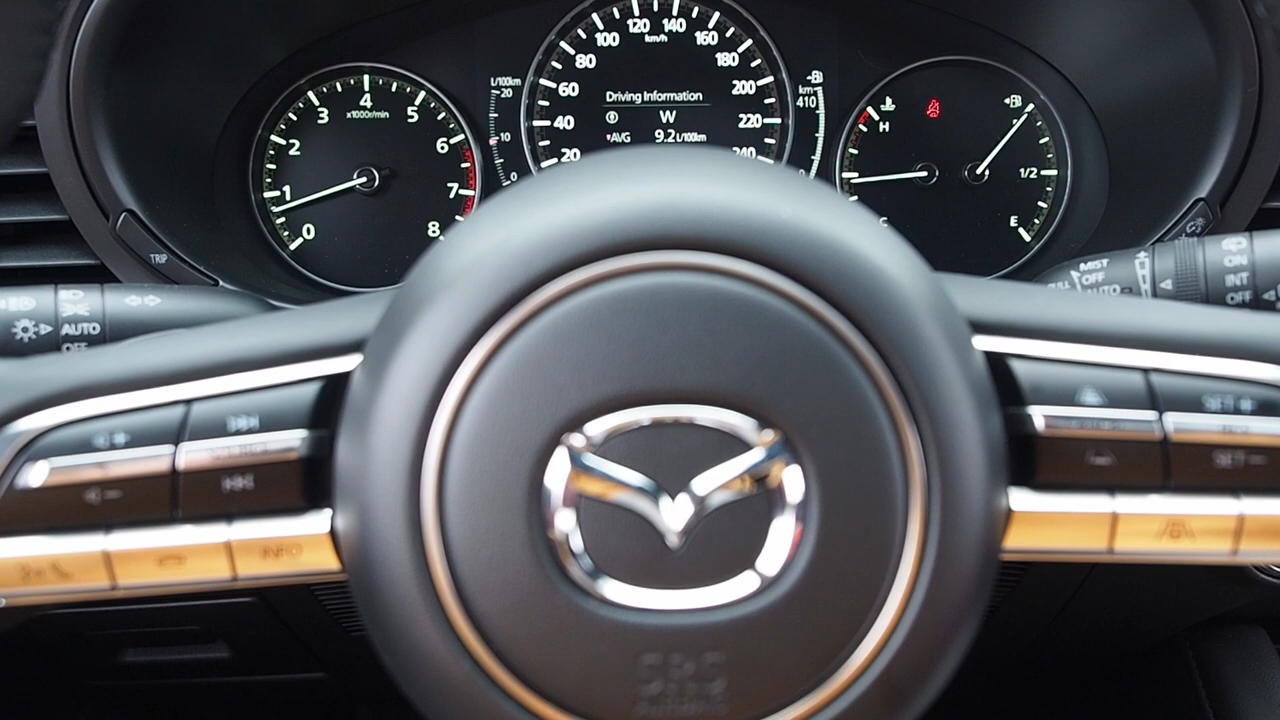 0
1
2
3
4
5
6
7
8
x1000r/min
L/100km
20
10
0
20
40
60
80
100
120
140
160
180
200
220
240
km/h
Driving Information
W
AVG 9.2 L/100km
km
410
H
1/2
E
TRIP
AUTO
OFF
MIST
OFF
AUTO
ON
INT
OFF
INFO
SET +
SET −